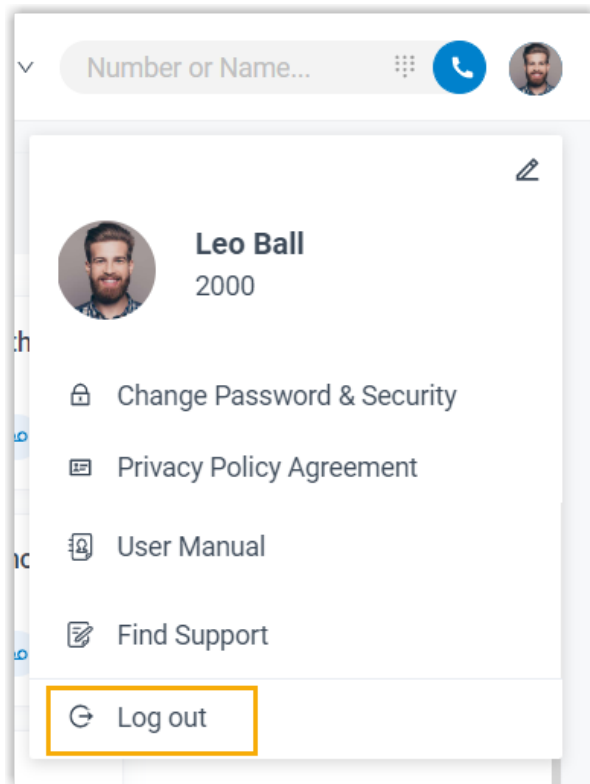 Number or Name...
Leo Ball
2000
Change Password & Security
Privacy Policy Agreement
User Manual
Find Support
Log out